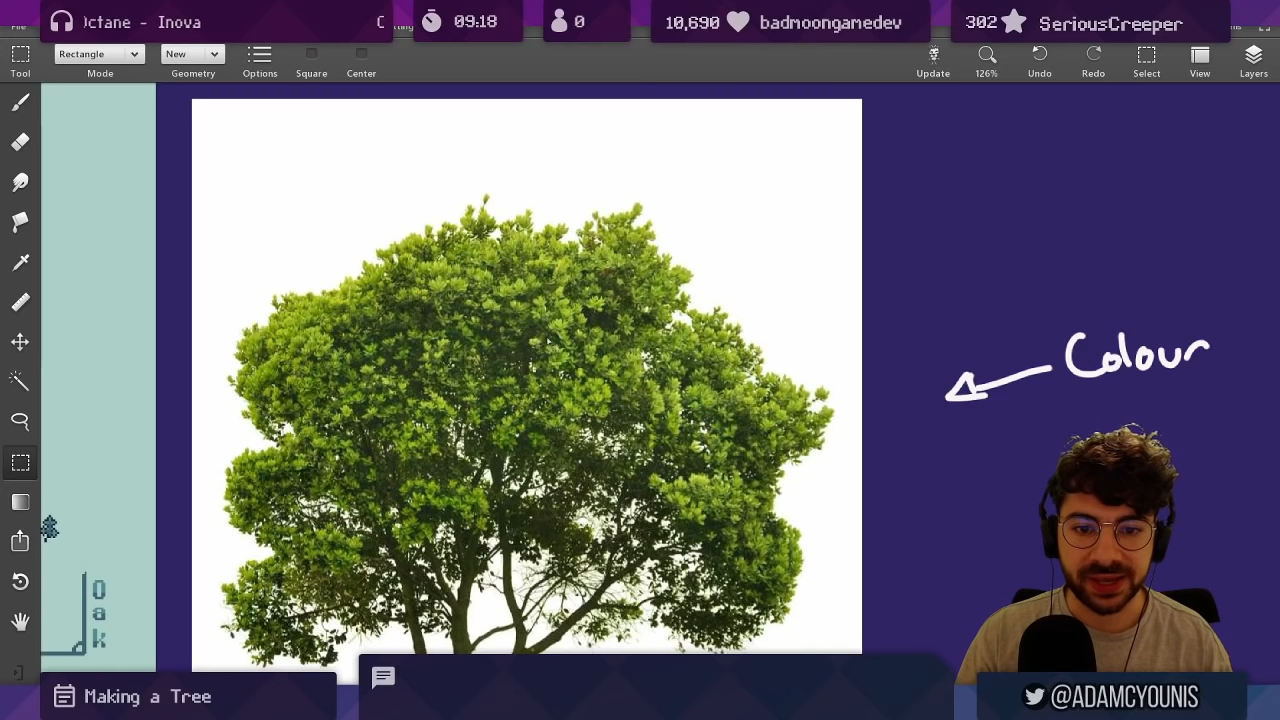 Octane - Inova
C
09:18
0
10,690
badmoongamedev
302
SeriousCreeper
Tool
Rectangle
Mode
New
Geometry
Options
Square
Center
Update
126%
Undo
Redo
Select
View
Layers
Colour
Oak
Making a Tree
@ADAMCYOUNIS